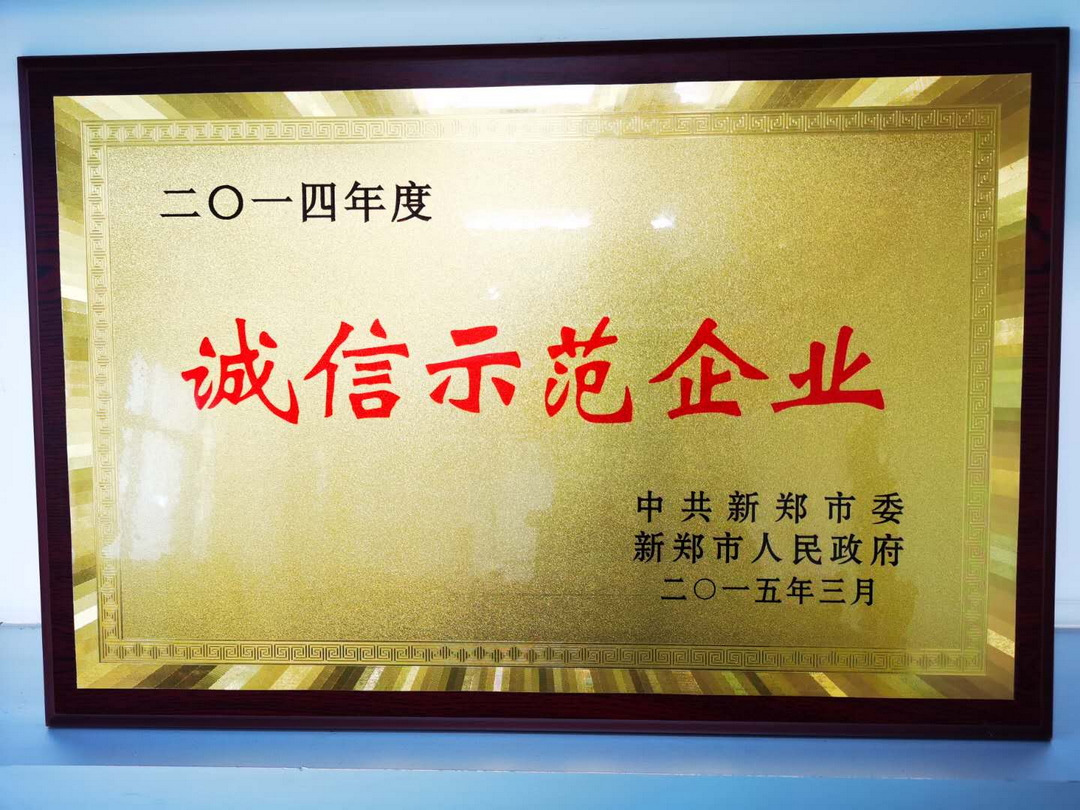 二〇一四年度
诚信示范企业
中共新郑市委
新郑市人民政府
二〇一五年三月